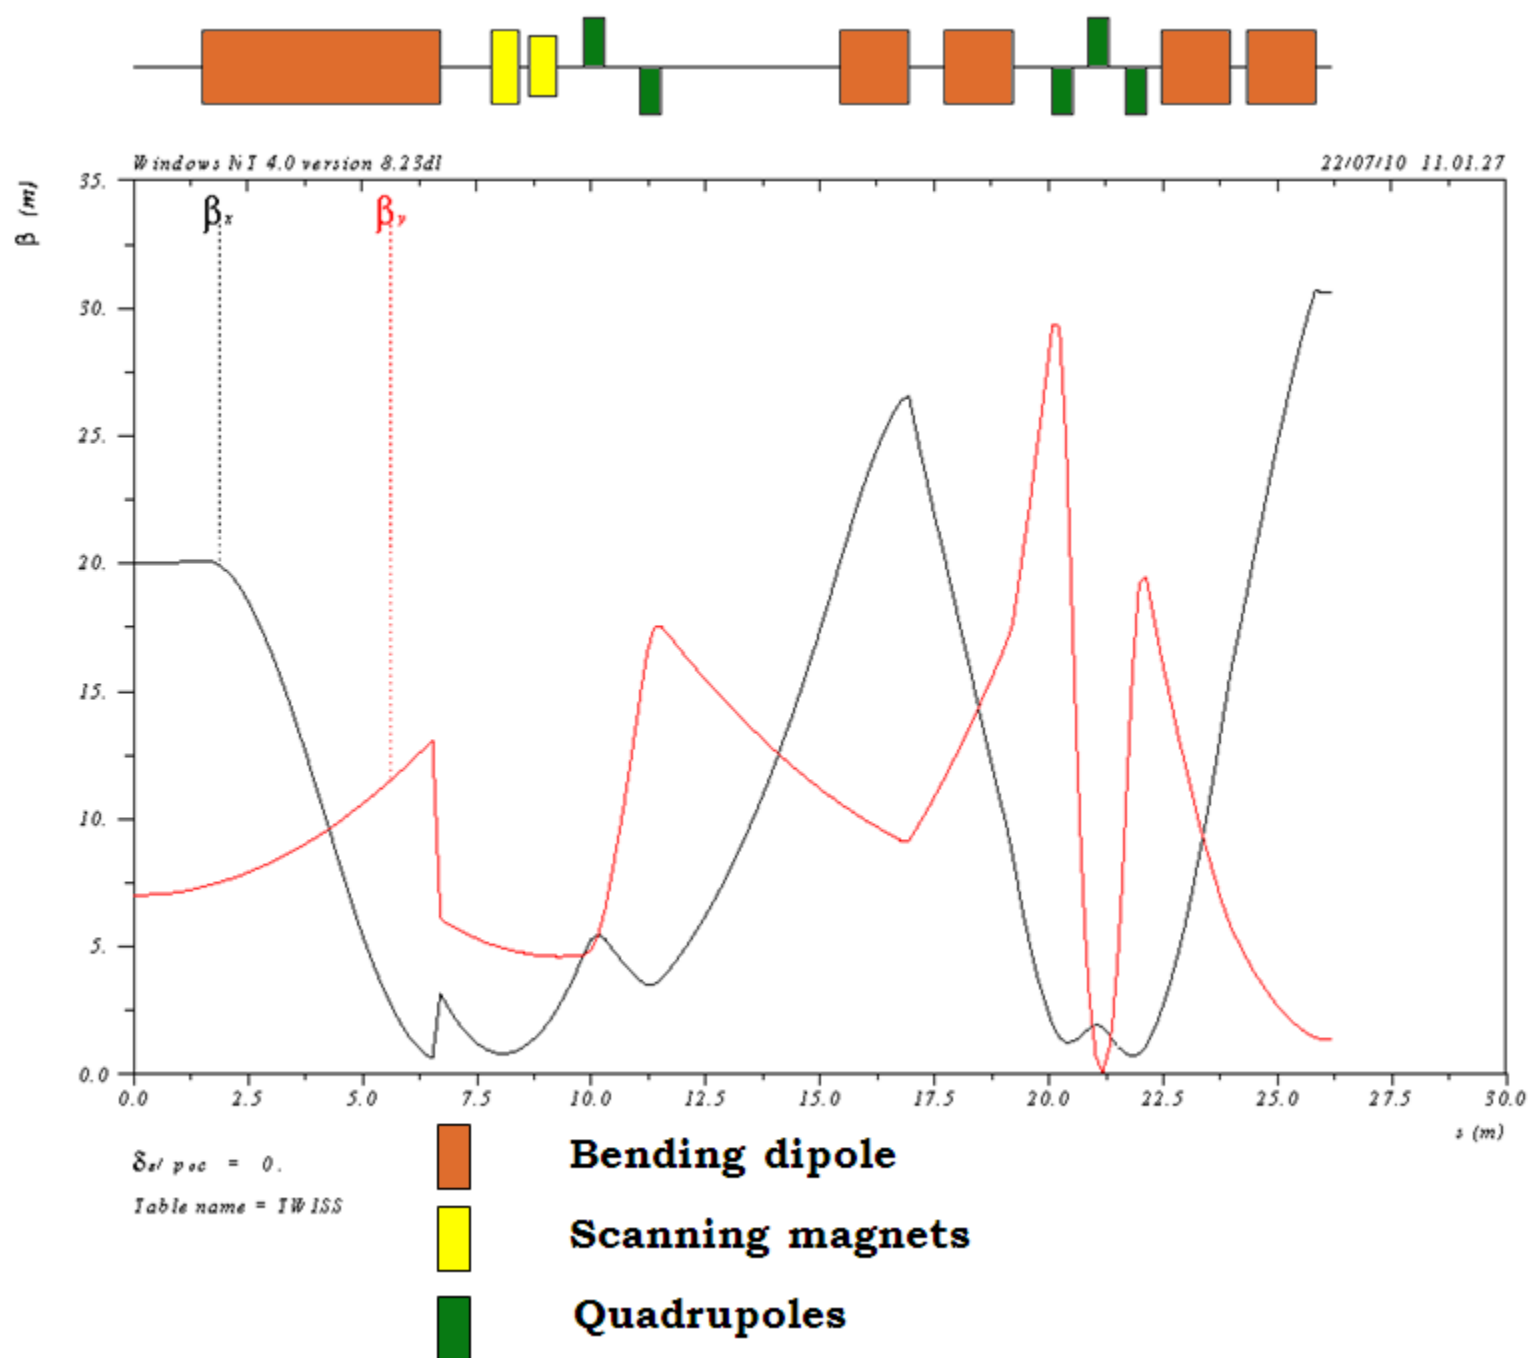 Windows NT 4.0 version 8.23dl
22/07/10 11.01.27
β (m)
35.
βx
βy
30.
25.
20.
15.
10.
5.
0.0
0.0 2.5 5.0 7.5 10.0 12.5 15.0 17.5 20.0 22.5 25.0 27.5 30.0
s (m)
δE/ p0c = 0.
Table name = TWISS
Bending dipole
Scanning magnets
Quadrupoles